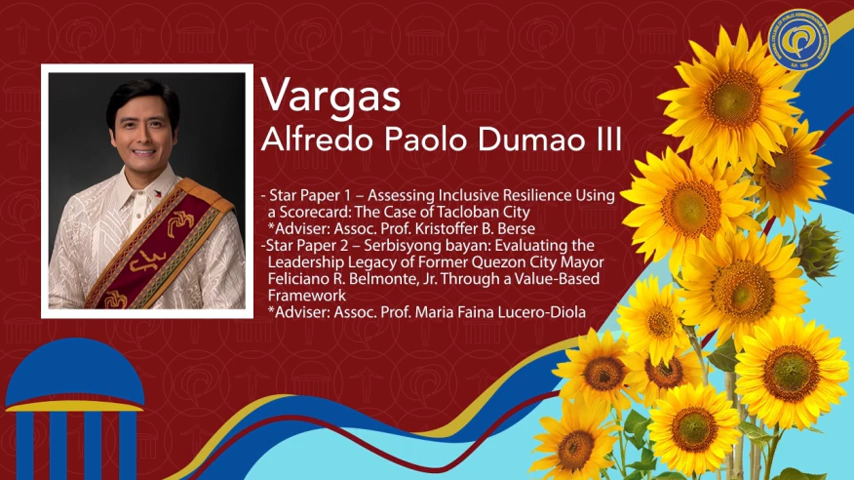 Vargas
Alfredo Paolo Dumao III
- Star Paper 1 – Assessing Inclusive Resilience Using
a Scorecard: The Case of Tacloban City
*Adviser: Assoc. Prof. Kristoffer B. Berse
-Star Paper 2 – Serbisyong bayan: Evaluating the
Leadership Legacy of Former Quezon City Mayor
Feliciano R. Belmonte, Jr. Through a Value-Based
Framework
*Adviser: Assoc. Prof. Maria Faina Lucero-Diola